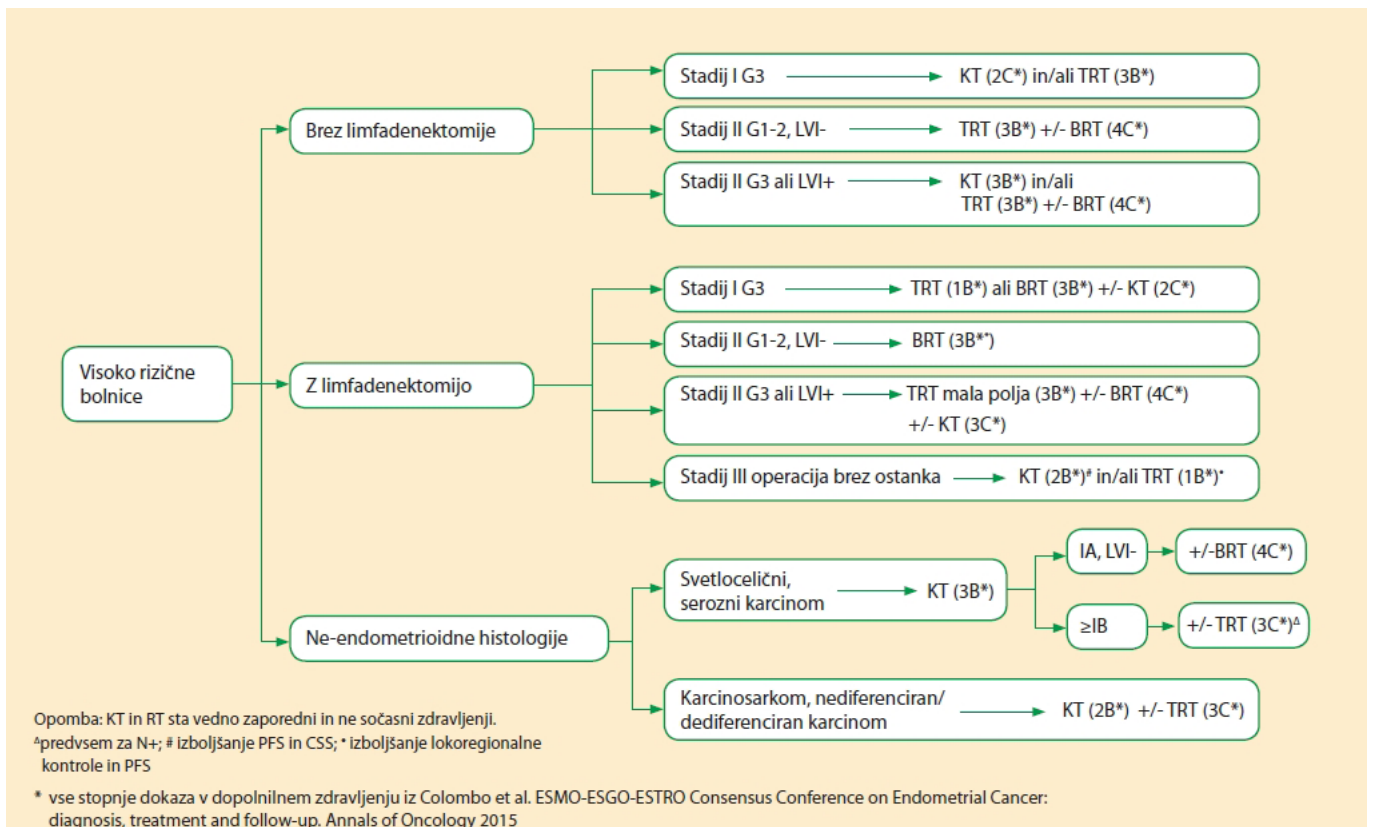 Visoko rizične
bolnice
Brez limfadenektomije
Stadij I G3 KT (2C*) in/ali TRT (3B*)
Stadij II G1-2, LVI- TRT (3B*) +/- BRT (4C*)
Stadij II G3 ali LVI+ KT (3B*) in/ali
TRT (3B*) +/- BRT (4C*)
Z limfadenektomijo
Stadij I G3 TRT (1B*) ali BRT (3B*) +/- KT (2C*)
Stadij II G1-2, LVI- BRT (3B*•)
Stadij II G3 ali LVI+ TRT mala polja (3B*) +/- BRT (4C*)
+/- KT (3C*)
Stadij III operacija brez ostanka KT (2B*)# in/ali TRT (1B*)•
Ne-endometrioidne histologije
Svetlocelični,
serozni karcinom KT (3B*)
IA, LVI- +/-BRT (4C*)
≥IB +/- TRT (3C*)Δ
Karcinosarkom, nediferenciran/
dediferenciran karcinom KT (2B*) +/- TRT (3C*)
Opomba: KT in RT sta vedno zaporedni in ne sočasni zdravljenji.
Δpredvsem za N+; # izboljšanje PFS in CSS; • izboljšanje lokoregionalne
kontrole in PFS
* vse stopnje dokaza v dopolnilnem zdravljenju iz Colombo et al. ESMO-ESGO-ESTRO Consensus Conference on Endometrial Cancer:
diagnosis, treatment and follow-up. Annals of Oncology 2015